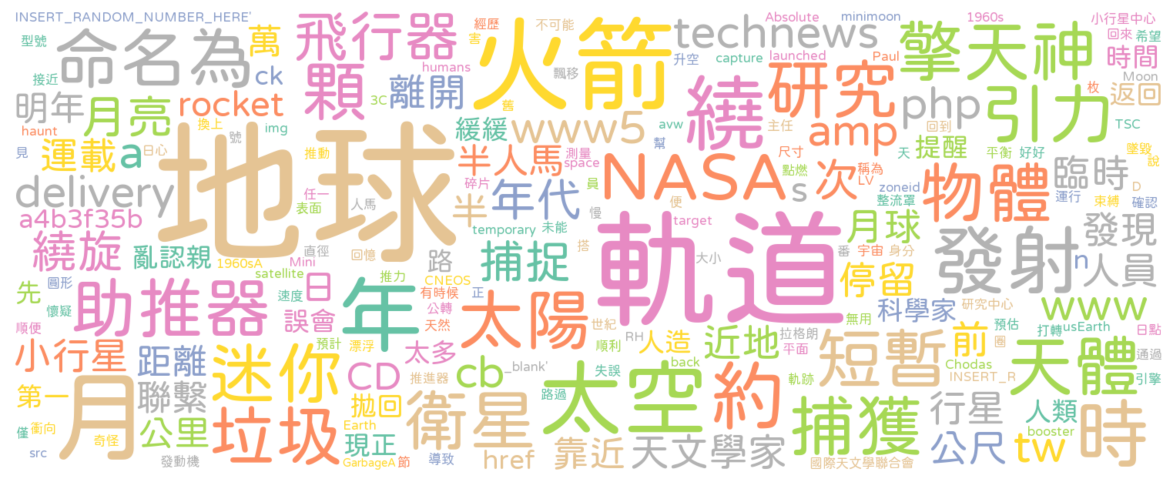 INSERT_RANDOM_NUMBER_HERE'
型號
命名為
萬
飛行器
經歷
害
不可能
火箭
technews
Absolute
minimoon
1960s
小行星中心
回來
希望
擎天神
時間
接近
ck
顆
humans
離開
飄移
升空
capture
launched
Paul
研究
Moon
返回
明年
月亮
rocket
3C
舊
繞
php
引力
枚
haunt
換上
img
緩緩
www5
avw
幫
主任
amp
回到
TSC
見
運載
a
日心
號
地球
推動
半人馬
測量
space
NASA
尺寸
點燃
次
稱為
LV
提醒
天
平衡
好好
臨時
墜毀
說
delivery
任一
表面
人馬
碎片
員
半
年代
慢
便
s
zoneid
整流罩
物體
運行
D
束縛
確認
a4b3f35b
繞旋
亂認親
直徑
回憶
路
temporary
未能
捕捉
搭
target
軌道
大小
番
宇宙
身分
月球
發射
發現
n
人員
圓形
先
懷疑
1960sA
Mini
satellite
日
速度
推力
CNEOS
有時候
正
停留
順便
助推器
誤會
年
公轉
天然
太陽
世紀
科學家
研究中心
www
小行星
距離
迷你
預計
漂浮
太多
順利
RH
人造
近地
無用
拉格朗
平面
短暫
前
預估
圈
打轉
usEarth
日點
通過
第一
月
聯繫
CD
推進器
cb
_blank'
失誤
back
約
軌跡
Chodas
INSERT_R
天體
引擎
僅
衝向
奇怪
公里
垃圾
拋回
Earth
衛星
路過
太空
捕獲
行星
人類
booster
時
src
發動機
現正
GarbageA
節
導致
href
靠近
天文學家
國際天文學聯合會
公尺
tw